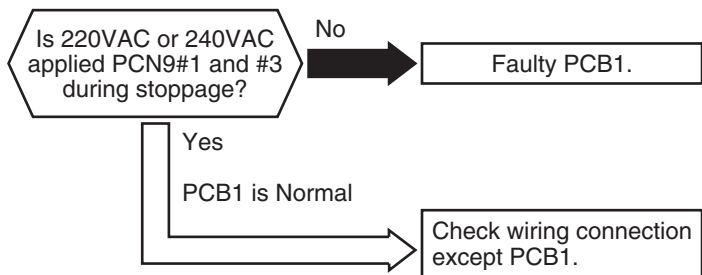 Is 220VAC or 240VAC
applied PCN9#1 and #3
during stoppage?
No
Faulty PCB1.
Yes
PCB1 is Normal
Check wiring connection
except PCB1.